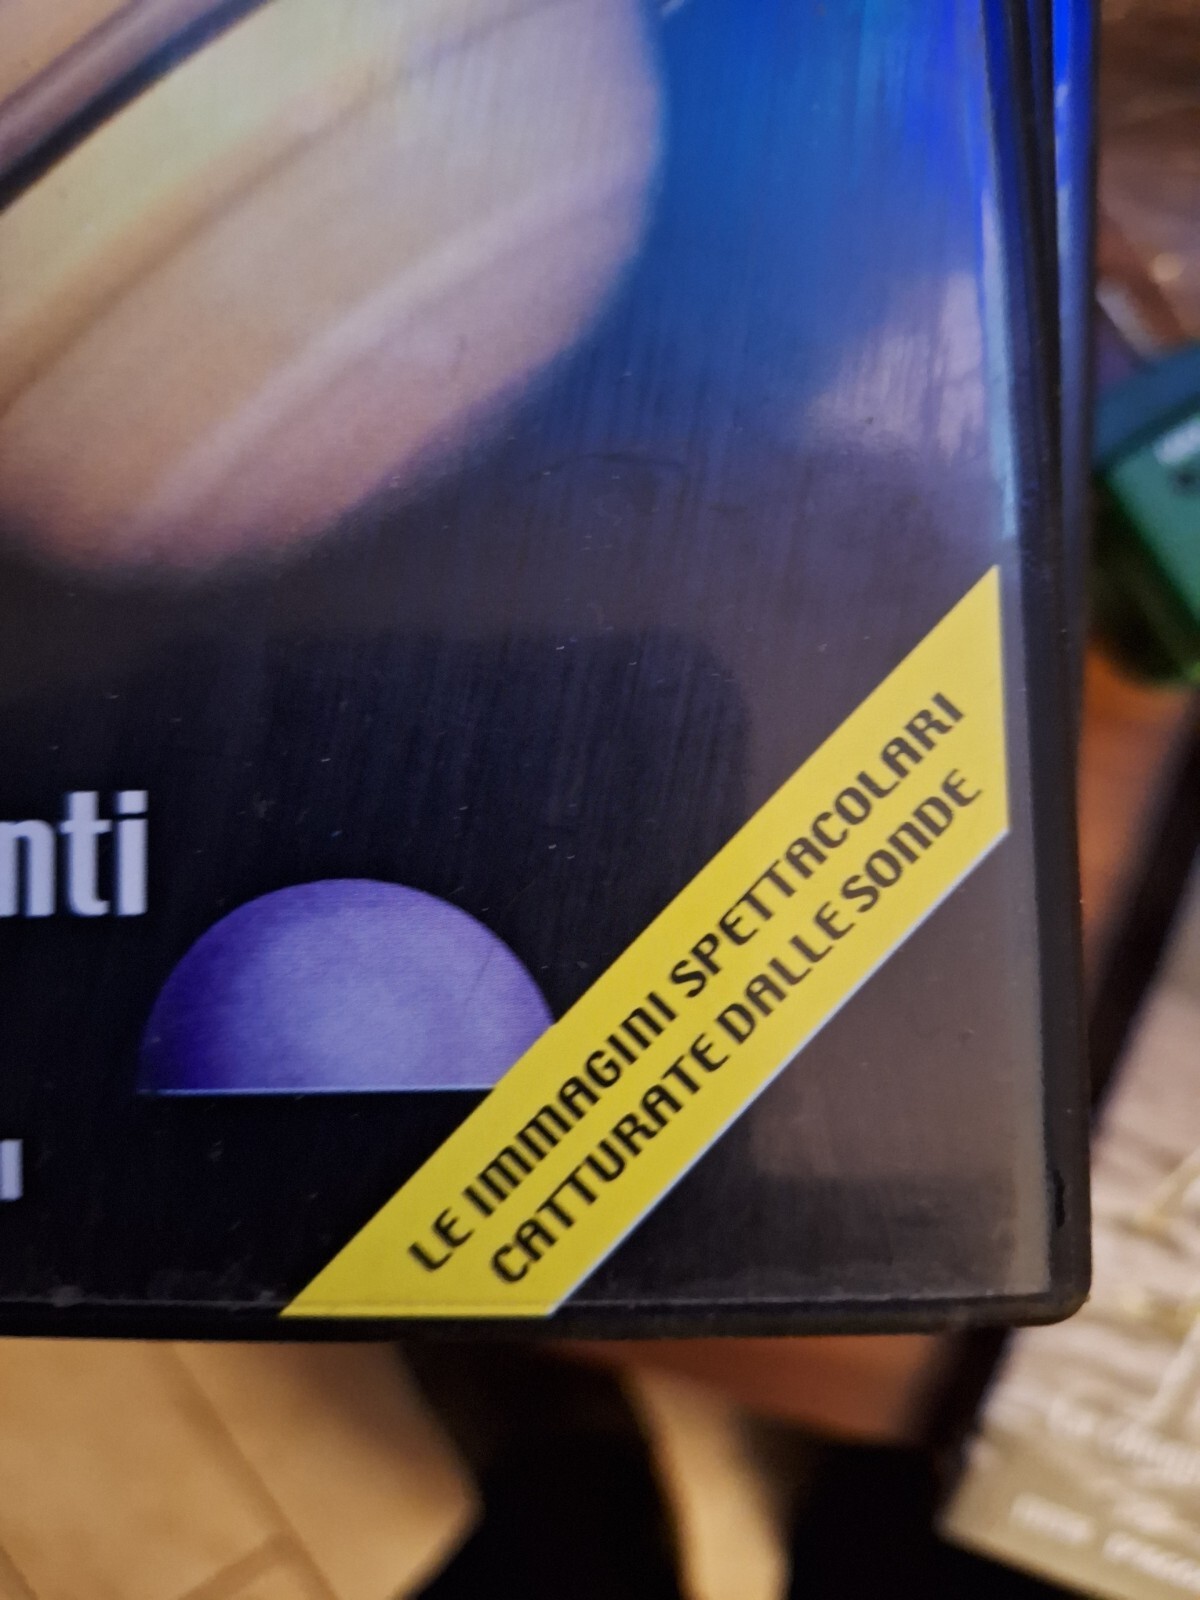 nti
LE IMMAGINI SPETTACOLARI
CATTURATE DALLE SONDE